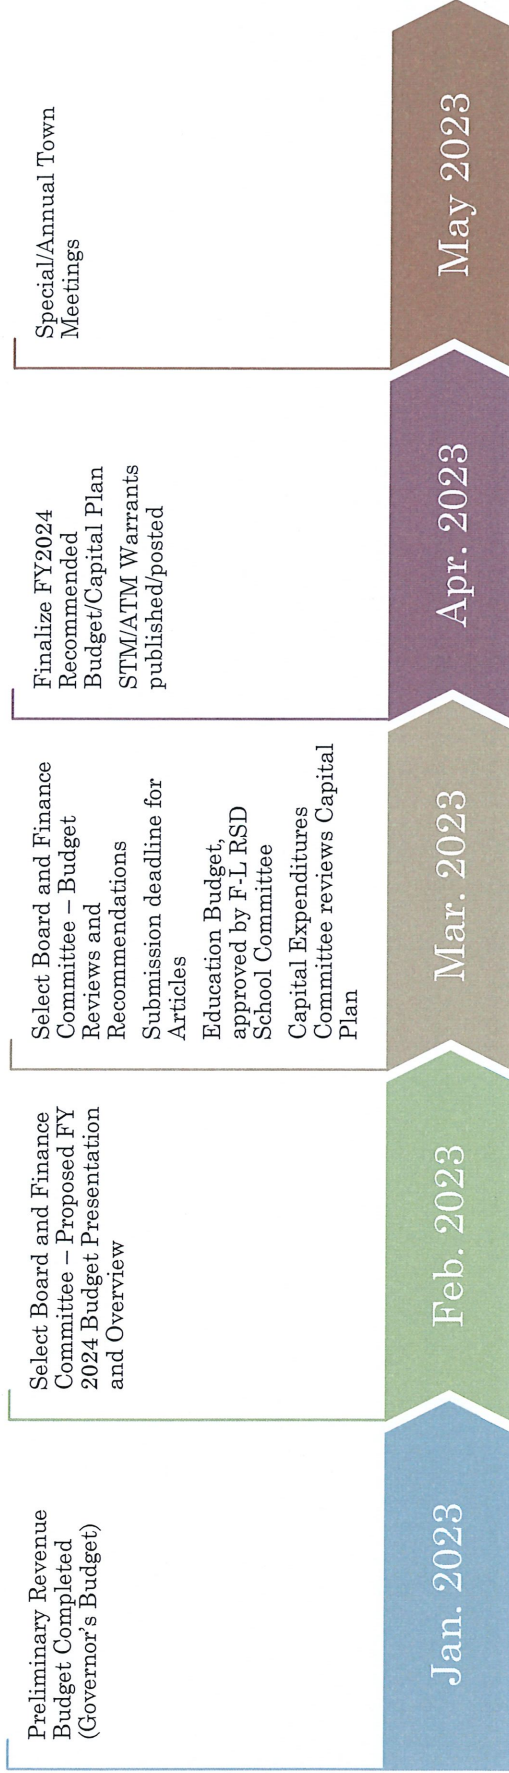 Preliminary Revenue
Budget Completed
(Governor's Budget)
Jan. 2023
Select Board and Finance
Committee – Proposed FY
2024 Budget Presentation
and Overview
Feb. 2023
Select Board and Finance
Committee – Budget
Reviews and
Recommendations
Submission deadline for
Articles
Education Budget,
approved by F-L RSD
School Committee
Capital Expenditures
Committee reviews Capital
Plan
Mar. 2023
Finalize FY2024
Recommended
Budget/Capital Plan
STM/ATM Warrants
published/posted
Apr. 2023
Special/Annual Town
Meetings
May 2023